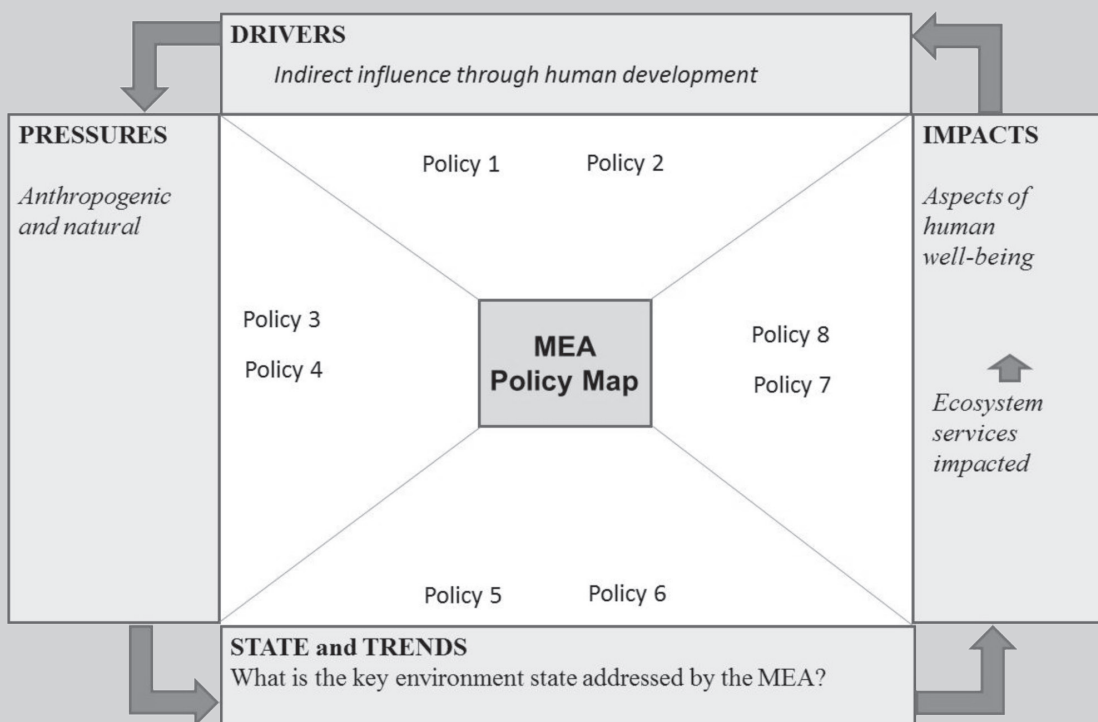 DRIVERS
Indirect influence through human development
PRESSURES
Anthropogenic
and natural
IMPACTS
Aspects of
human
well-being
Ecosystem
services
impacted
Policy 1
Policy 2
Policy 3
Policy 4
MEA
Policy Map
Policy 8
Policy 7
Policy 5
Policy 6
STATE and TRENDS
What is the key environment state addressed by the MEA?